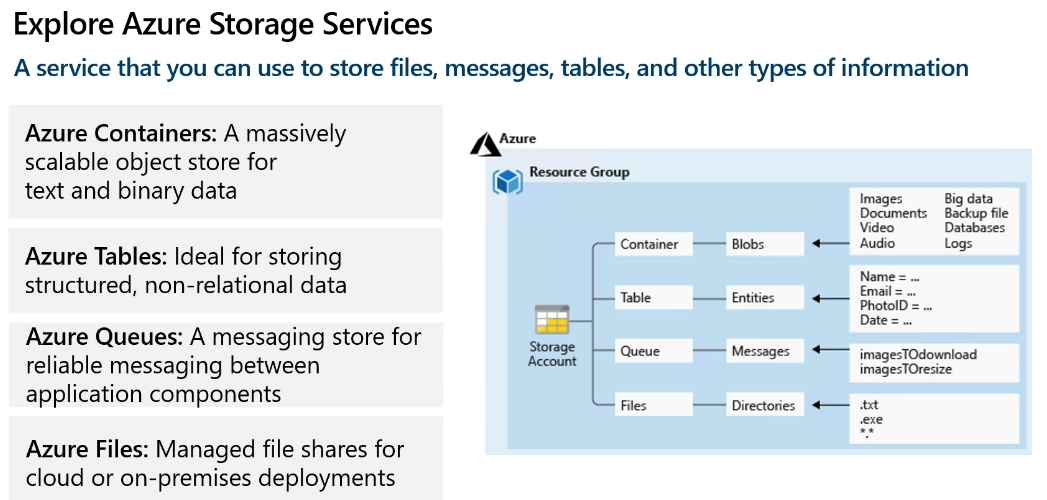 Explore Azure Storage Services
A service that you can use to store files, messages, tables, and other types of information
Azure Containers: A massively
scalable object store for
text and binary data
Azure Tables: Ideal for storing
structured, non-relational data
Azure Queues: A messaging store for
reliable messaging between
application components
Azure Files: Managed file shares for
cloud or on-premises deployments
Azure
Resource Group
Storage
Account
Container
Blobs
Images Big data
Documents Backup file
Video Databases
Audio Logs
Table
Entities
Name = ...
Email = ...
PhotoID = ...
Date = ...
Queue
Messages
imagesTOdownload
imagesTOresize
Files
Directories
.txt
.exe
*.*